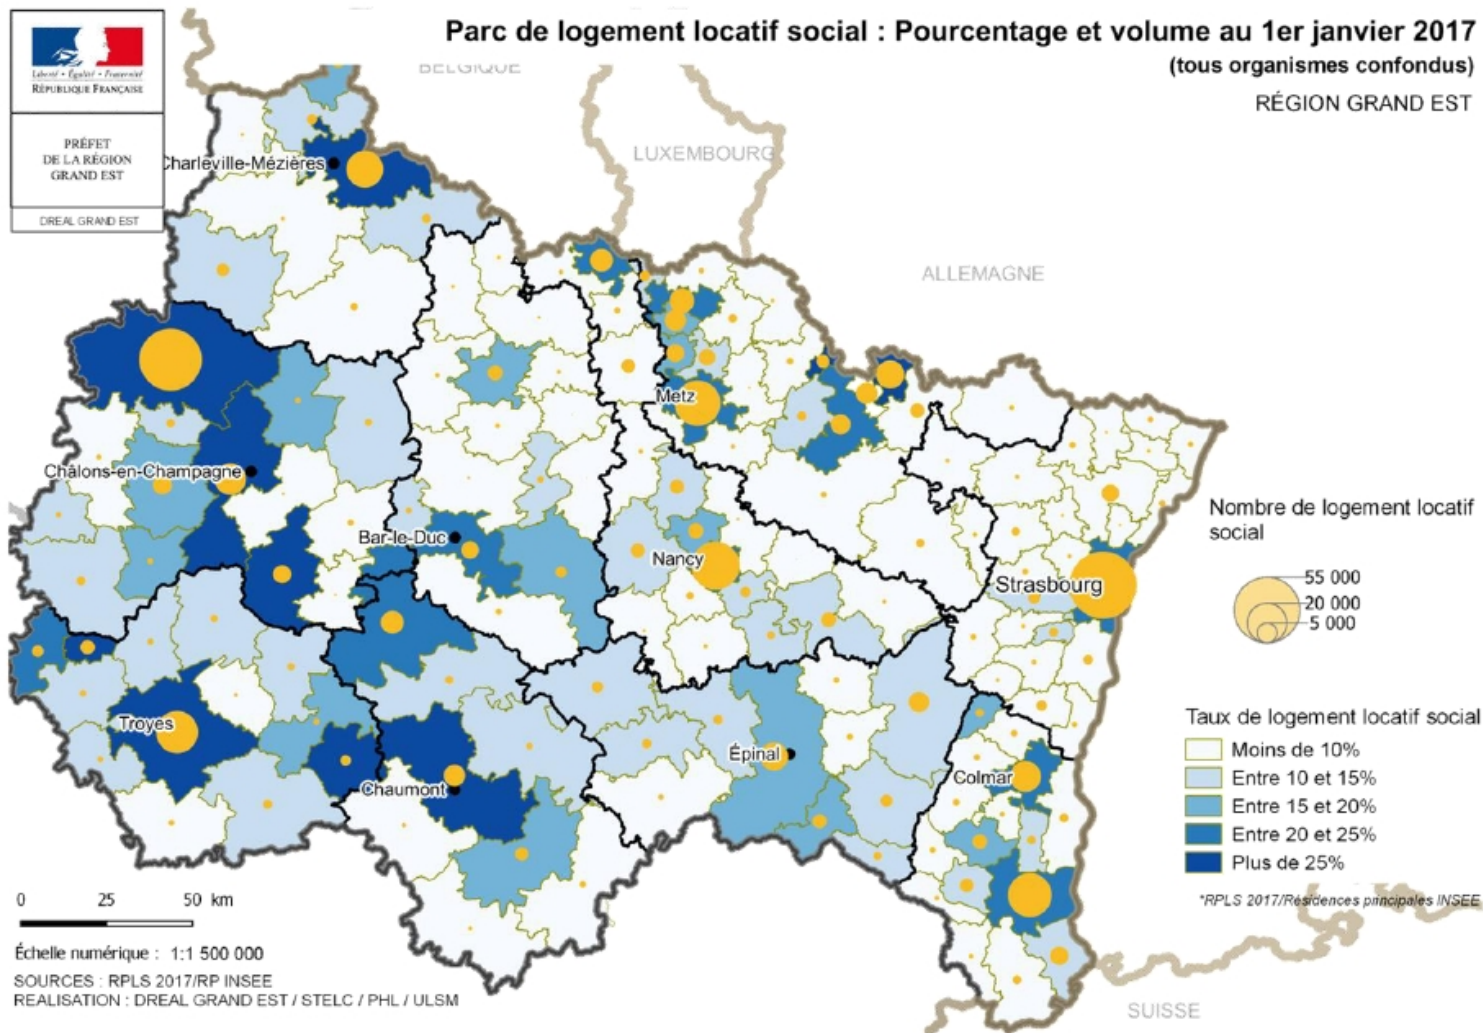 Parc de logement locatif social : Pourcentage et volume au 1er janvier 2017
(tous organismes confondus)
RÉGION GRAND EST
Liberté • Égalité • Fraternité
RÉPUBLIQUE FRANÇAISE
PRÉFET
DE LA RÉGION
GRAND EST
DREAL GRAND EST
BELGIQUE
LUXEMBOURG
ALLEMAGNE
Charleville-Mézières
Metz
Châlons-en-Champagne
Bar-le-Duc
Nancy
Strasbourg
Troyes
Épinal
Chaumont
Colmar
SUISSE
Nombre de logement locatif
social
55 000
20 000
5 000
Taux de logement locatif social
Moins de 10%
Entre 10 et 15%
Entre 15 et 20%
Entre 20 et 25%
Plus de 25%
*RPLS 2017/Résidences principales INSEE
0 25 50 km
Échelle numérique : 1:1 500 000
SOURCES : RPLS 2017/RP INSEE
REALISATION : DREAL GRAND EST / STELC / PHL / ULSM